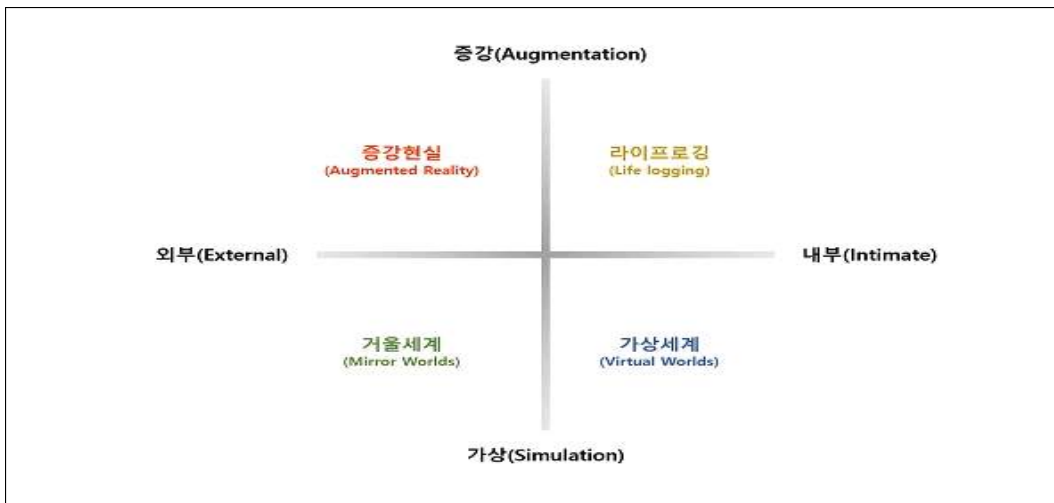 증강(Augmentation)
증강현실
(Augmented Reality)
라이프로깅
(Life logging)
외부(External)
내부(Intimate)
거울세계
(Mirror Worlds)
가상세계
(Virtual Worlds)
가상(Simulation)